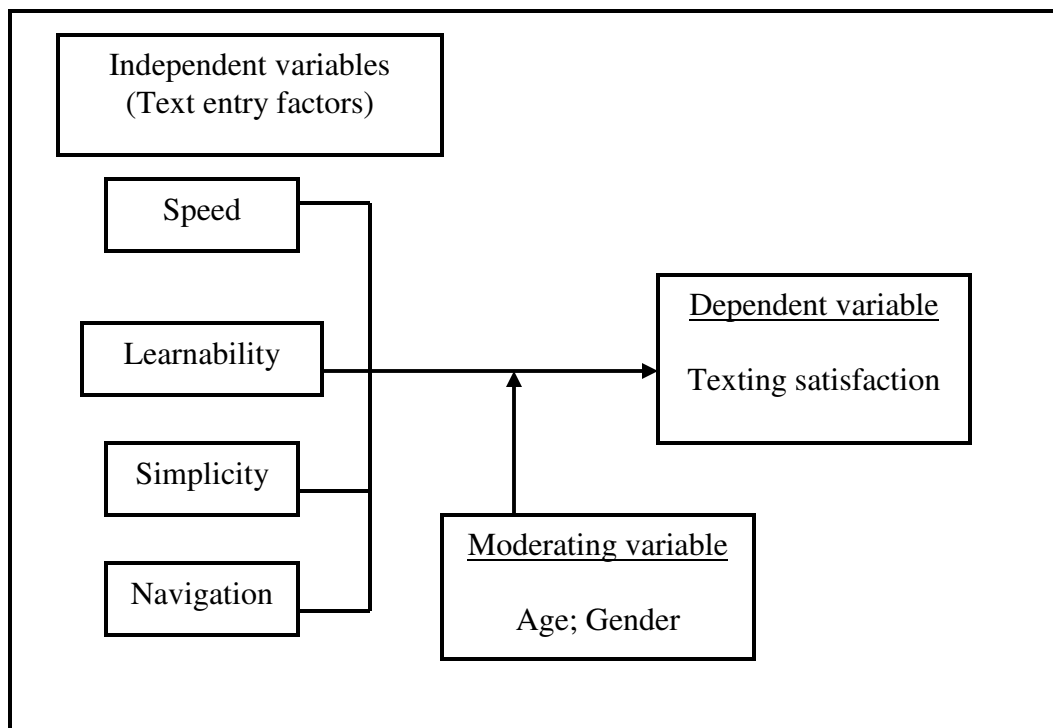 Independent variables
(Text entry factors)
Speed
Learnability
Simplicity
Navigation
Dependent variable
Texting satisfaction
Moderating variable
Age; Gender